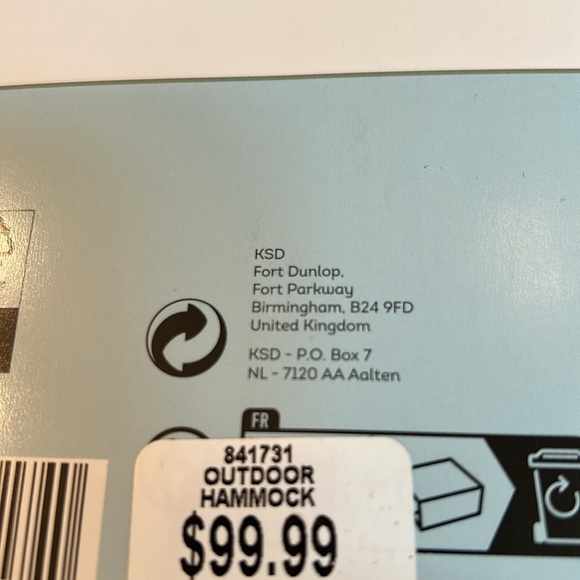 KSD
Fort Dunlop,
Fort Parkway
Birmingham, B24 9FD
United Kingdom
KSD - P.O. Box 7
NL - 7120 AA Aalten
FR
841731
OUTDOOR
HAMMOCK
$99.99